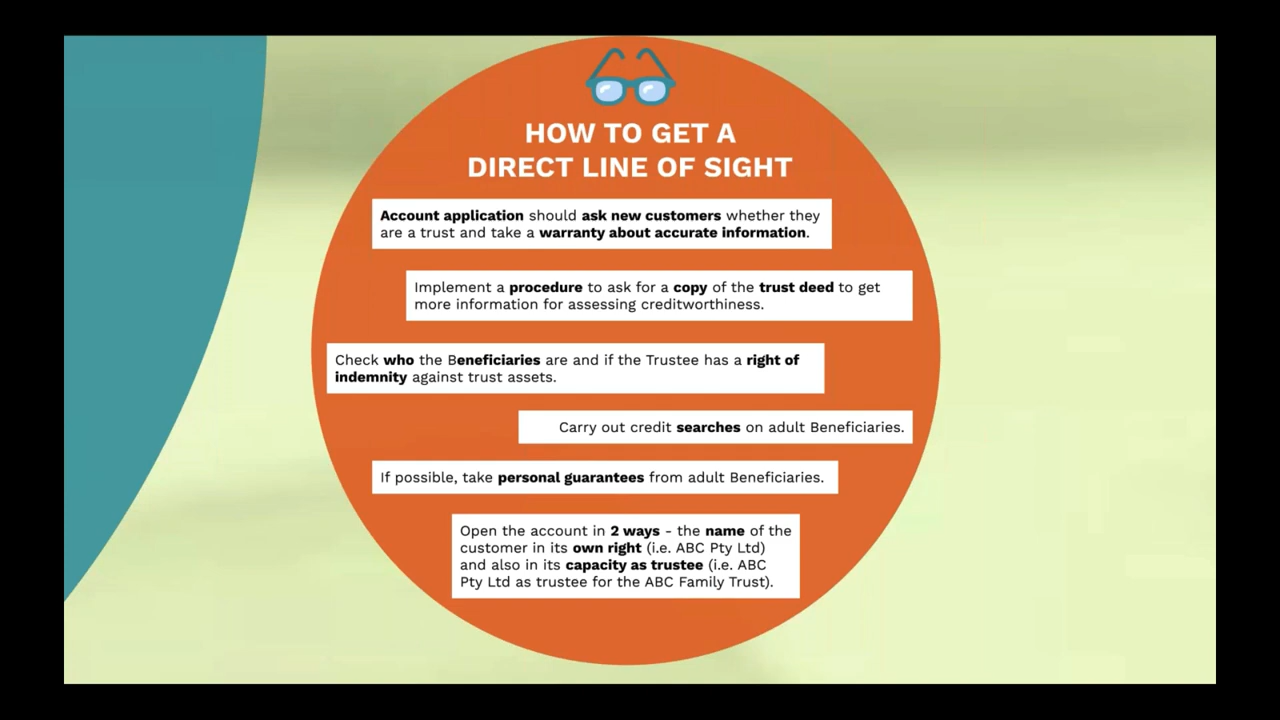 HOW TO GET A
DIRECT LINE OF SIGHT
Account application should ask new customers whether they
are a trust and take a warranty about accurate information.
Implement a procedure to ask for a copy of the trust deed to get
more information for assessing creditworthiness.
Check who the Beneficiaries are and if the Trustee has a right of
indemnity against trust assets.
Carry out credit searches on adult Beneficiaries.
If possible, take personal guarantees from adult Beneficiaries.
Open the account in 2 ways - the name of the
customer in its own right (i.e. ABC Pty Ltd)
and also in its capacity as trustee (i.e. ABC
Pty Ltd as trustee for the ABC Family Trust).